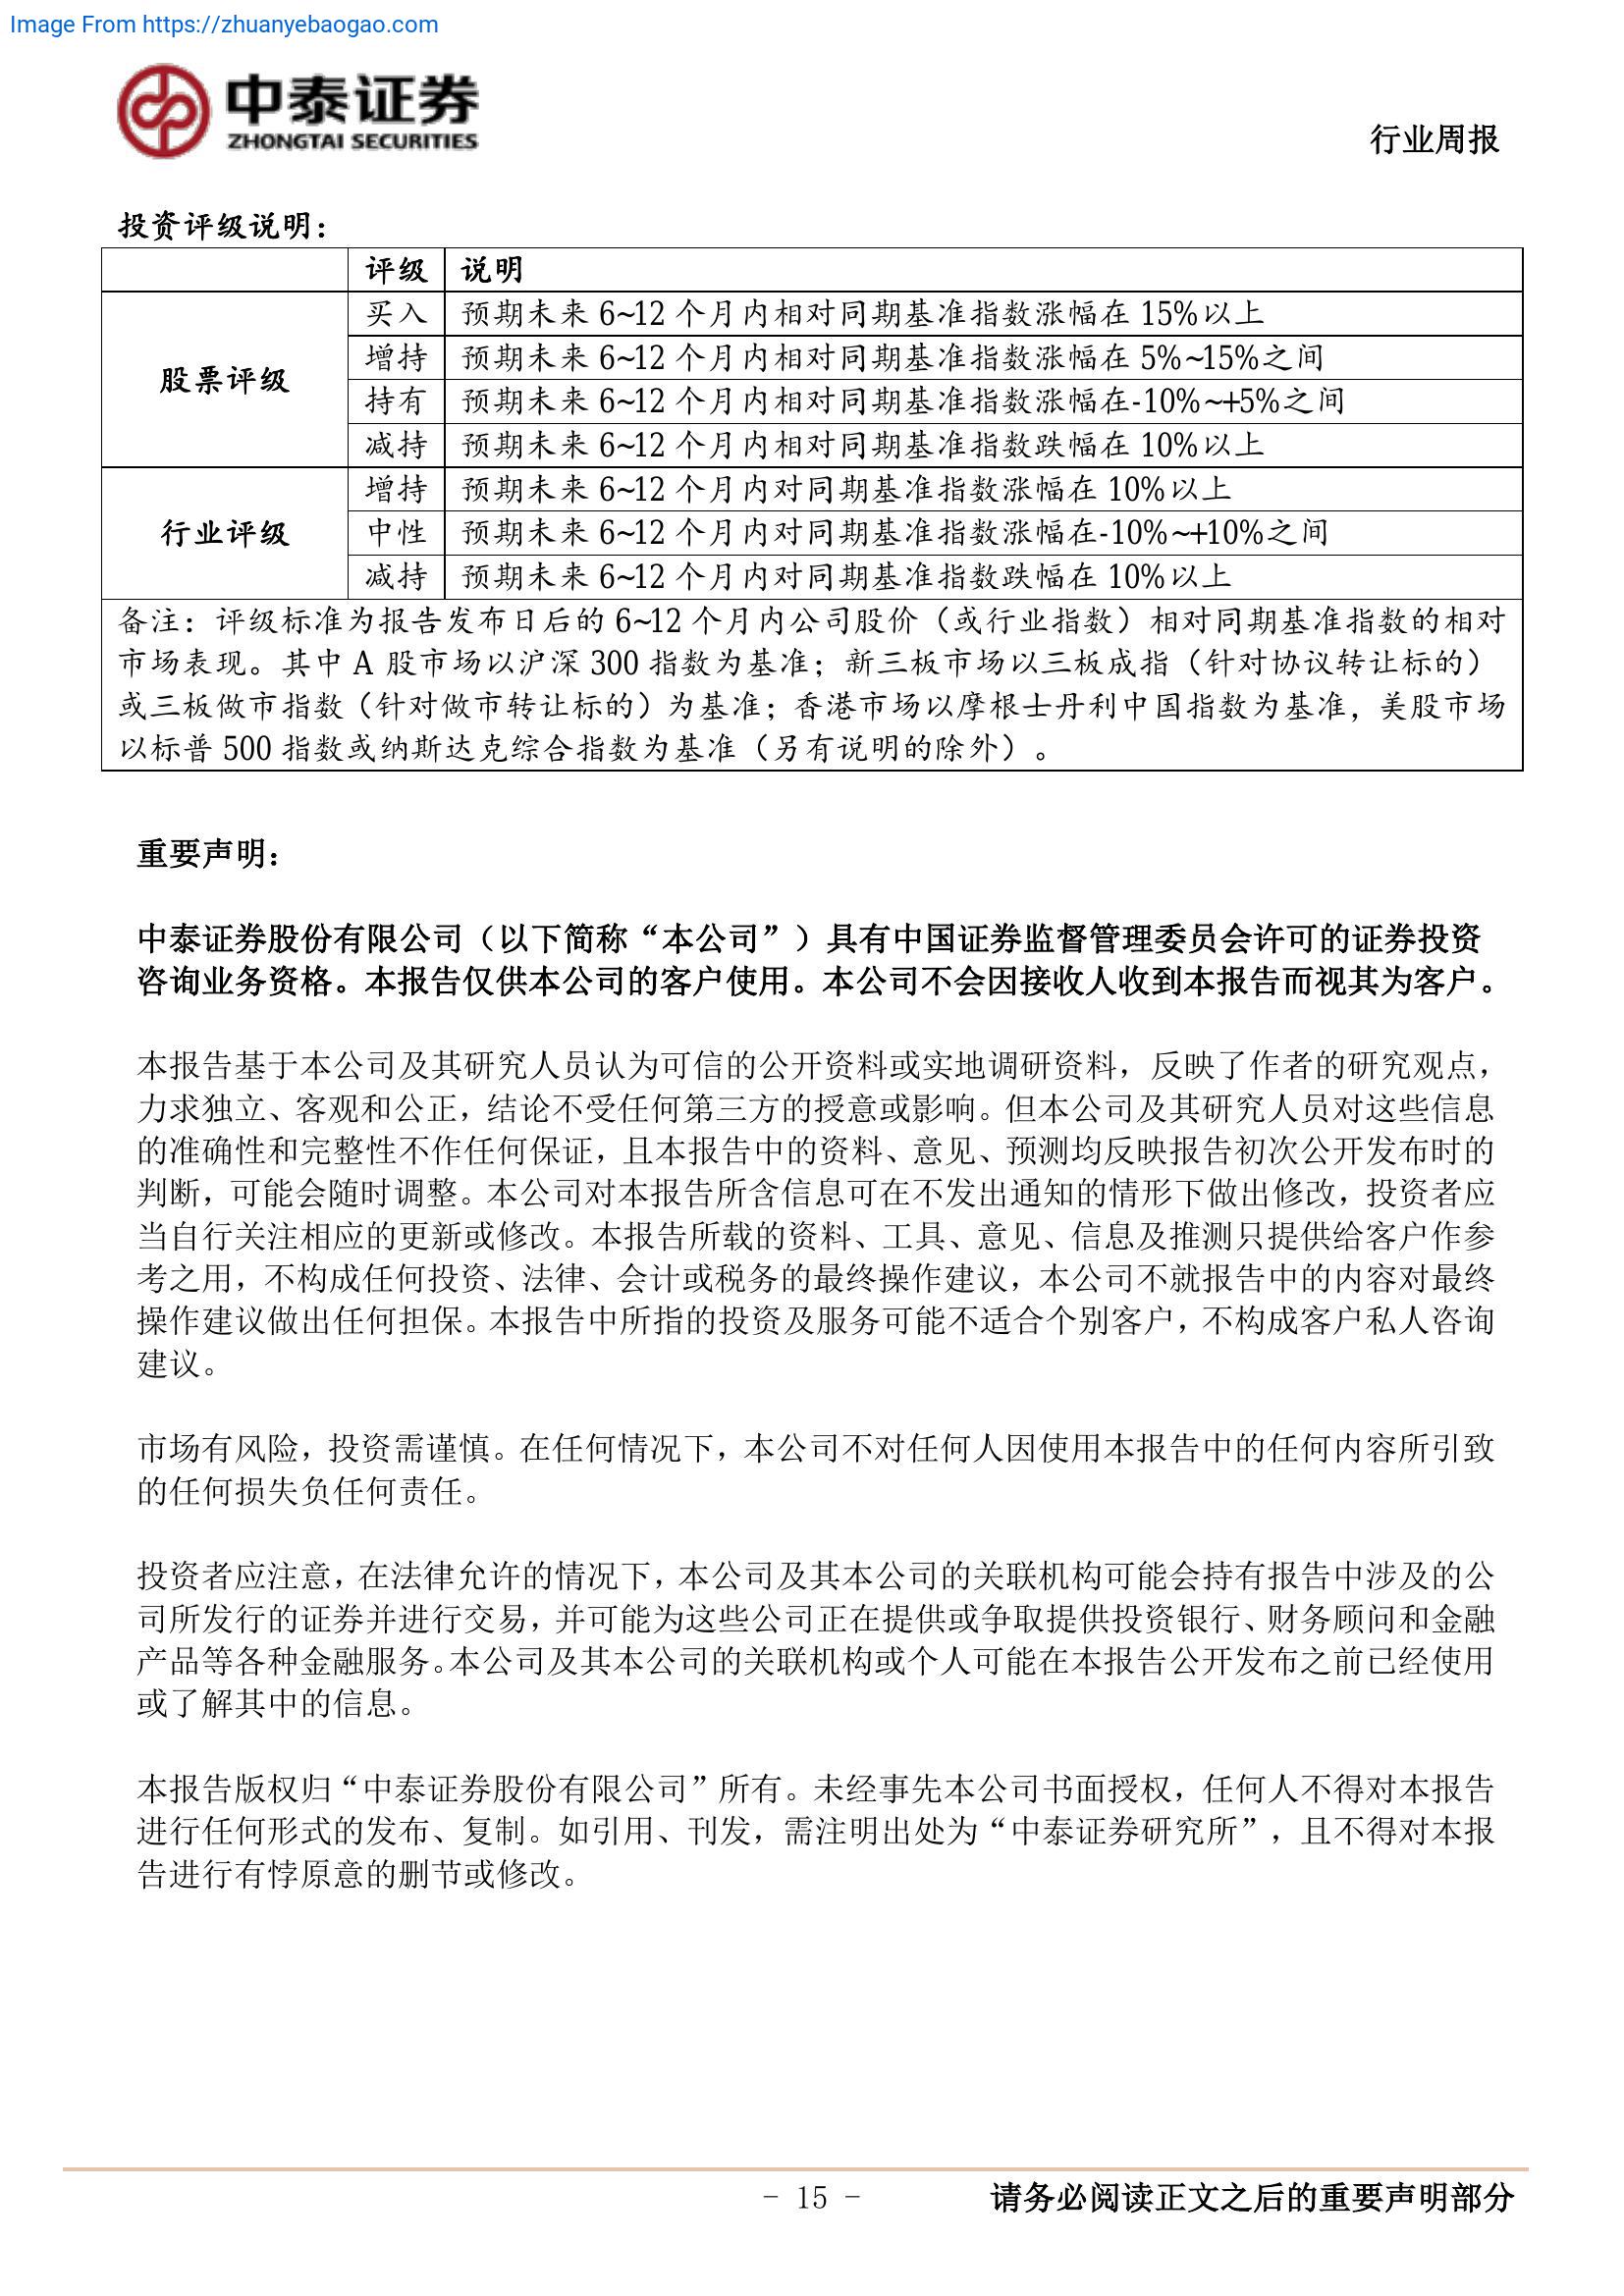 Image From https://zhuanyebaogao.com
中泰证券
ZHONGTAI SECURITIES
行业周报
投资评级说明：
评级 说明
股票评级
买入 预期未来 6~12 个月内相对同期基准指数涨幅在 15%以上
增持 预期未来 6~12 个月内相对同期基准指数涨幅在 5%~15%之间
持有 预期未来 6~12 个月内相对同期基准指数涨幅在-10%~+5%之间
减持 预期未来 6~12 个月内相对同期基准指数跌幅在 10%以上
行业评级
增持 预期未来 6~12 个月内对同期基准指数涨幅在 10%以上
中性 预期未来 6~12 个月内对同期基准指数涨幅在-10%~+10%之间
减持 预期未来 6~12 个月内对同期基准指数跌幅在 10%以上
备注：评级标准为报告发布日后的 6~12 个月内公司股价（或行业指数）相对同期基准指数的相对
市场表现。其中 A 股市场以沪深 300 指数为基准；新三板市场以三板成指（针对协议转让标的）
或三板做市指数（针对做市转让标的）为基准；香港市场以摩根士丹利中国指数为基准，美股市场
以标普 500 指数或纳斯达克综合指数为基准（另有说明的除外）。
重要声明：
中泰证券股份有限公司（以下简称“本公司”）具有中国证券监督管理委员会许可的证券投资
咨询业务资格。本报告仅供本公司的客户使用。本公司不会因接收人收到本报告而视其为客户。
本报告基于本公司及其研究人员认为可信的公开资料或实地调研资料，反映了作者的研究观点，
力求独立、客观和公正，结论不受任何第三方的授意或影响。但本公司及其研究人员对这些信息
的准确性和完整性不作任何保证，且本报告中的资料、意见、预测均反映报告初次公开发布时的
判断，可能会随时调整。本公司对本报告所含信息可在不发出通知的情形下做出修改，投资者应
当自行关注相应的更新或修改。本报告所载的资料、工具、意见、信息及推测只提供给客户作参
考之用，不构成任何投资、法律、会计或税务的最终操作建议，本公司不就报告中的内容对最终
操作建议做出任何担保。本报告中所指的投资及服务可能不适合个别客户，不构成客户私人咨询
建议。
市场有风险，投资需谨慎。在任何情况下，本公司不对任何人因使用本报告中的任何内容所引致
的任何损失负任何责任。
投资者应注意，在法律允许的情况下，本公司及其本公司的关联机构可能会持有报告中涉及的公
司所发行的证券并进行交易，并可能为这些公司正在提供或争取提供投资银行、财务顾问和金融
产品等各种金融服务。本公司及其本公司的关联机构或个人可能在本报告公开发布之前已经使用
或了解其中的信息。
本报告版权归“中泰证券股份有限公司”所有。未经事先本公司书面授权，任何人不得对本报告
进行任何形式的发布、复制。如引用、刊发，需注明出处为“中泰证券研究所”，且不得对本报
告进行有悖原意的删节或修改。
- 15 -
请务必阅读正文之后的重要声明部分